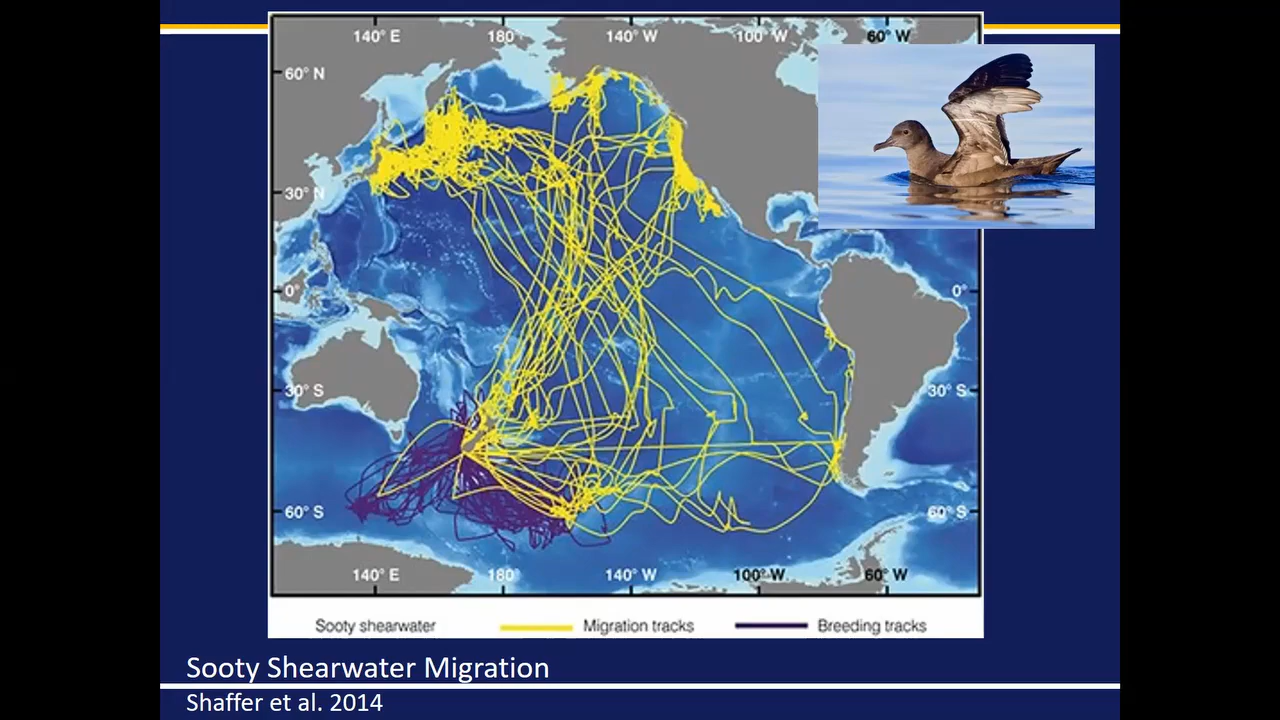 140° E 180 140° W 100° W 60° W
60° N
30° N
0° 0°
30° S 30° S
60° S 60° S
140° E 180° 140° W 100° W 60° W
Sooty shearwater Migration tracks Breeding tracks
Sooty Shearwater Migration
Shaffer et al. 2014